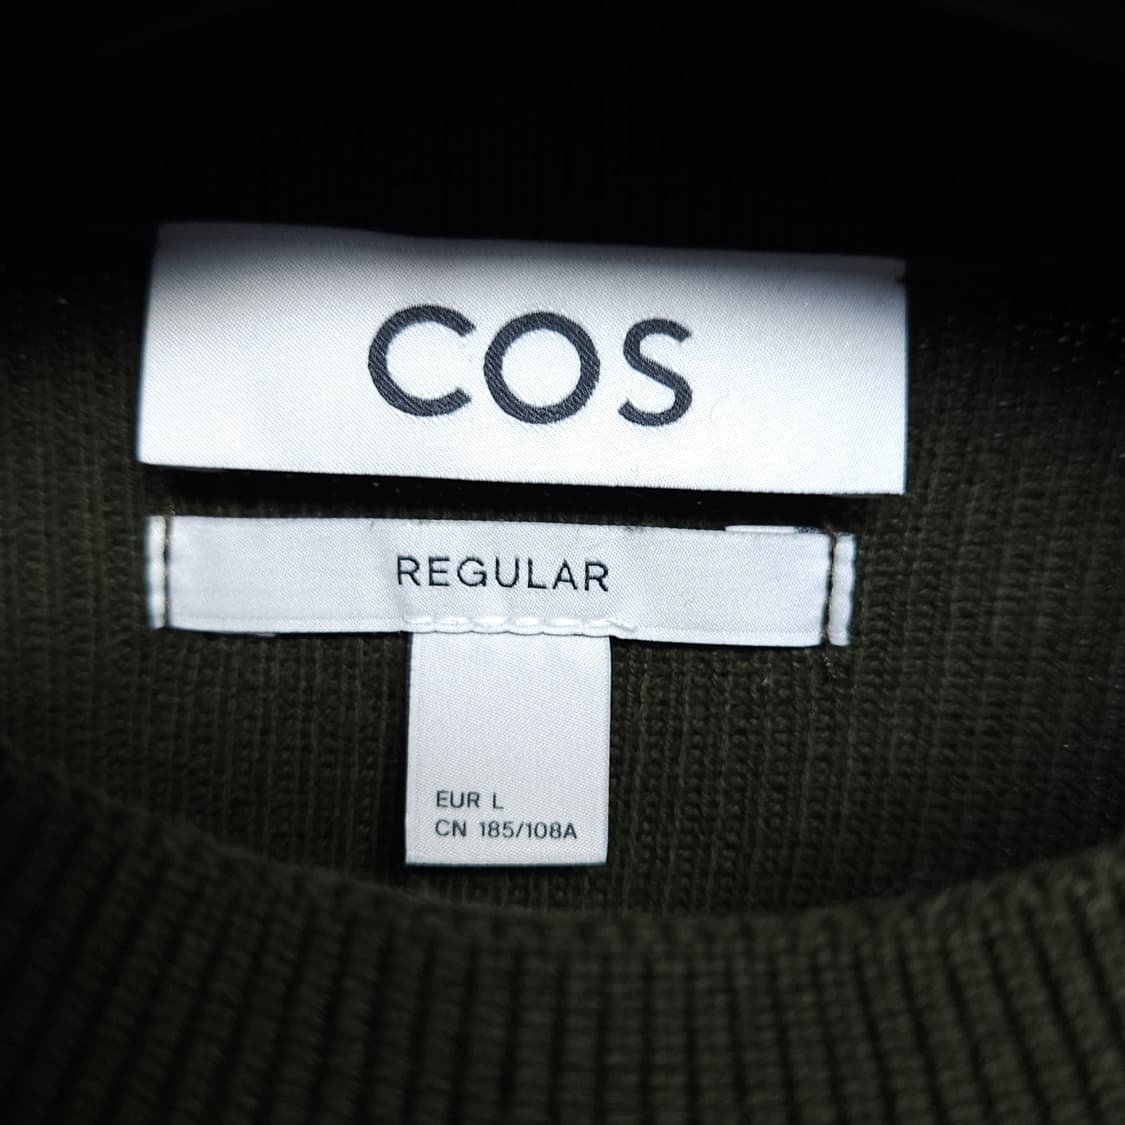 COS
REGULAR
EUR L
CN 185/108A